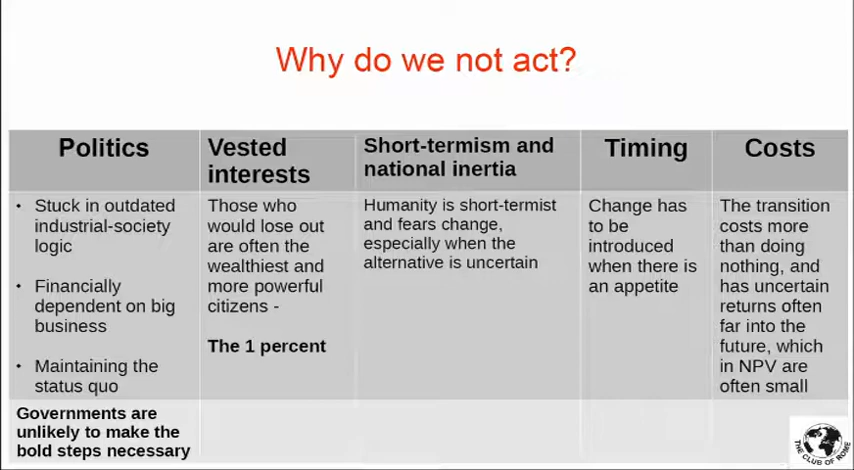 Why do we not act?
Politics
Vested
interests
Short-termism and
national inertia
Timing
Costs
• Stuck in outdated
industrial-society
logic
• Financially
dependent on big
business
• Maintaining the
status quo
Those who
would lose out
are often the
wealthiest and
more powerful
citizens -
The 1 percent
Humanity is short-termist
and fears change,
especially when the
alternative is uncertain
Change has
to be
introduced
when there is
an appetite
The transition
costs more
than doing
nothing, and
has uncertain
returns often
far into the
future, which
in NPV are
often small
Governments are
unlikely to make the
bold steps necessary
THE CLUB OF ROME